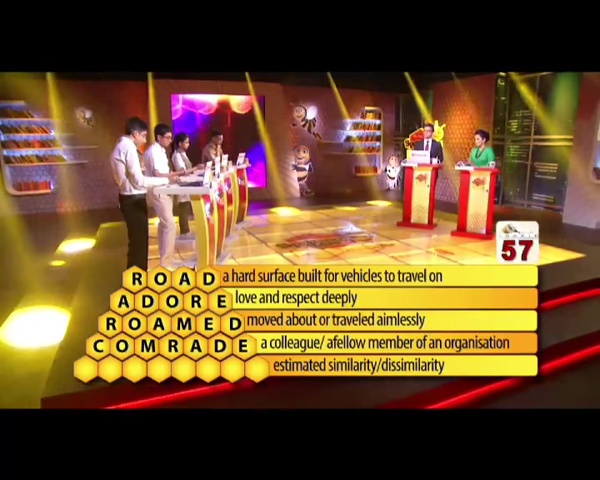 57
ROAD a hard surface built for vehicles to travel on
ADORE love and respect deeply
ROAMED moved about or traveled aimlessly
COMRADE a colleague/ afellow member of an organisation
estimated similarity/dissimilarity